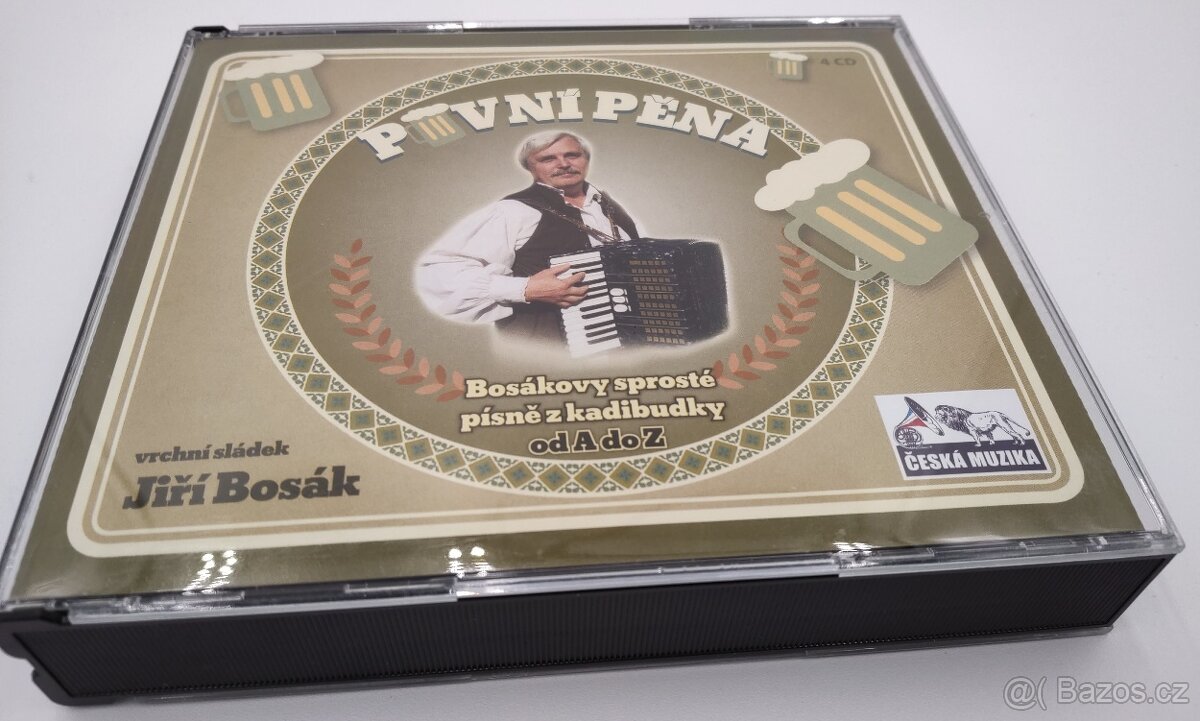 4 CD
PIVNÍ PĚNA
Bosákovy sprosté
písně z kadibudky
od A do Z
vrchní sládek
Jiří Bosák
ČESKÁ MUZIKA
@( Bazos.cz